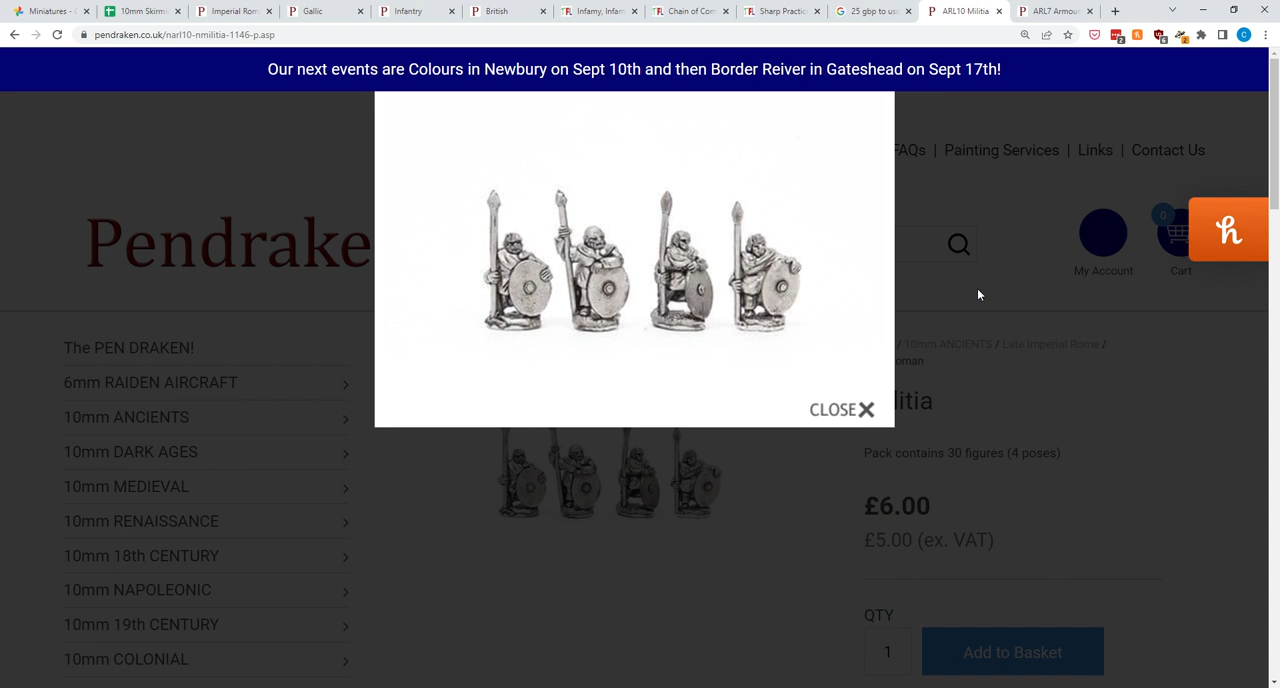 Miniatures - G
10mm Skirmi
Imperial Rom
Gallic
Infantry
British
Infamy, Infam
Chain of Com
Sharp Practic
25 gbp to usd
ARL10 Militia
ARL7 Armour
pendraken.co.uk/narl10-nmilitia-1146-p.asp
Our next events are Colours in Newbury on Sept 10th and then Border Reiver in Gateshead on Sept 17th!
FAQs | Painting Services | Links | Contact Us
Pendrake
0
My Account
Cart
The PEN DRAKEN!
6mm RAIDEN AIRCRAFT
10mm ANCIENTS
10mm DARK AGES
10mm MEDIEVAL
10mm RENAISSANCE
10mm 18th CENTURY
10mm NAPOLEONIC
10mm 19th CENTURY
10mm COLONIAL
CLOSE
/ 10mm ANCIENTS / Late Imperial Rome /
oman
litia
Pack contains 30 figures (4 poses)
£6.00
£5.00 (ex. VAT)
QTY
1
Add to Basket